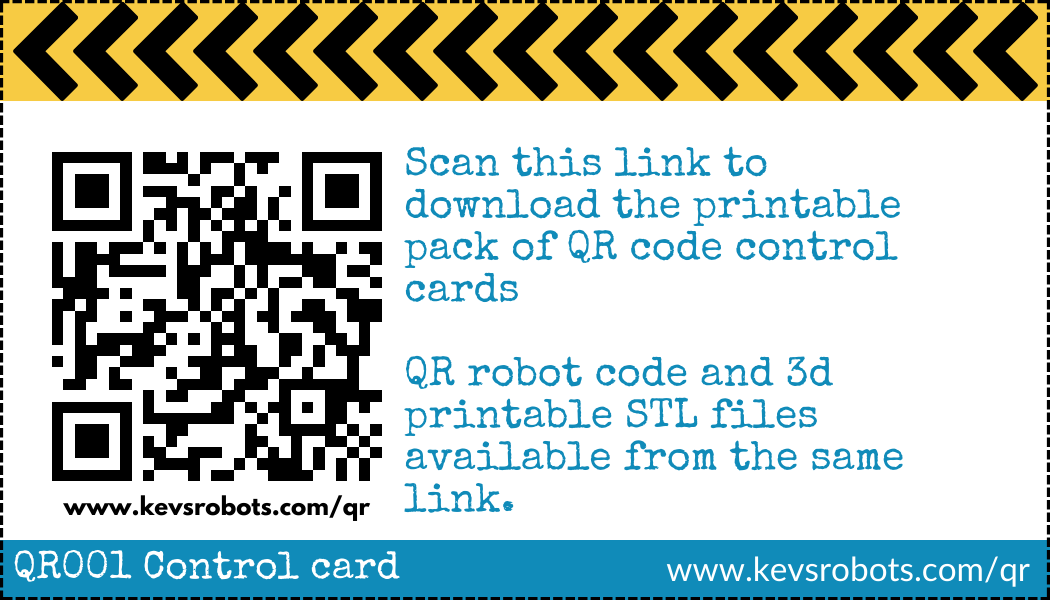 Scan this link to
download the printable
pack of QR code control
cards
QR robot code and 3d
printable STL files
available from the same
link.
www.kevsrobots.com/qr
QR001 Control card
www.kevsrobots.com/qr